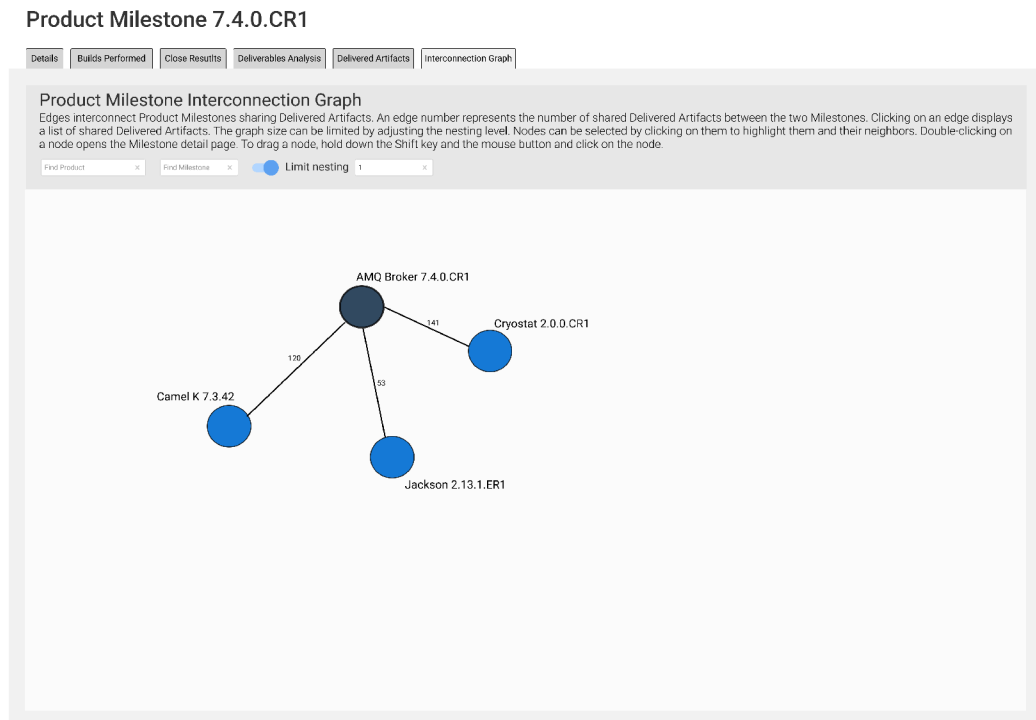 Product Milestone 7.4.0.CR1
Details
Builds Performed
Close Resutlts
Deliverables Analysis
Delivered Artifacts
Interconnection Graph
Product Milestone Interconnection Graph
Edges interconnect Product Milestones sharing Delivered Artifacts. An edge number represents the number of shared Delivered Artifacts between the two Milestones. Clicking on an edge displays
a list of shared Delivered Artifacts. The graph size can be limited by adjusting the nesting level. Nodes can be selected by clicking on them to highlight them and their neighbors. Double-clicking on
a node opens the Milestone detail page. To drag a node, hold down the Shift key and the mouse button and click on the node.
Find Product x
Find Milestone x
Limit nesting
1 x
AMQ Broker 7.4.0.CR1
141
Cryostat 2.0.0.CR1
120
53
Camel K 7.3.42
Jackson 2.13.1.ER1